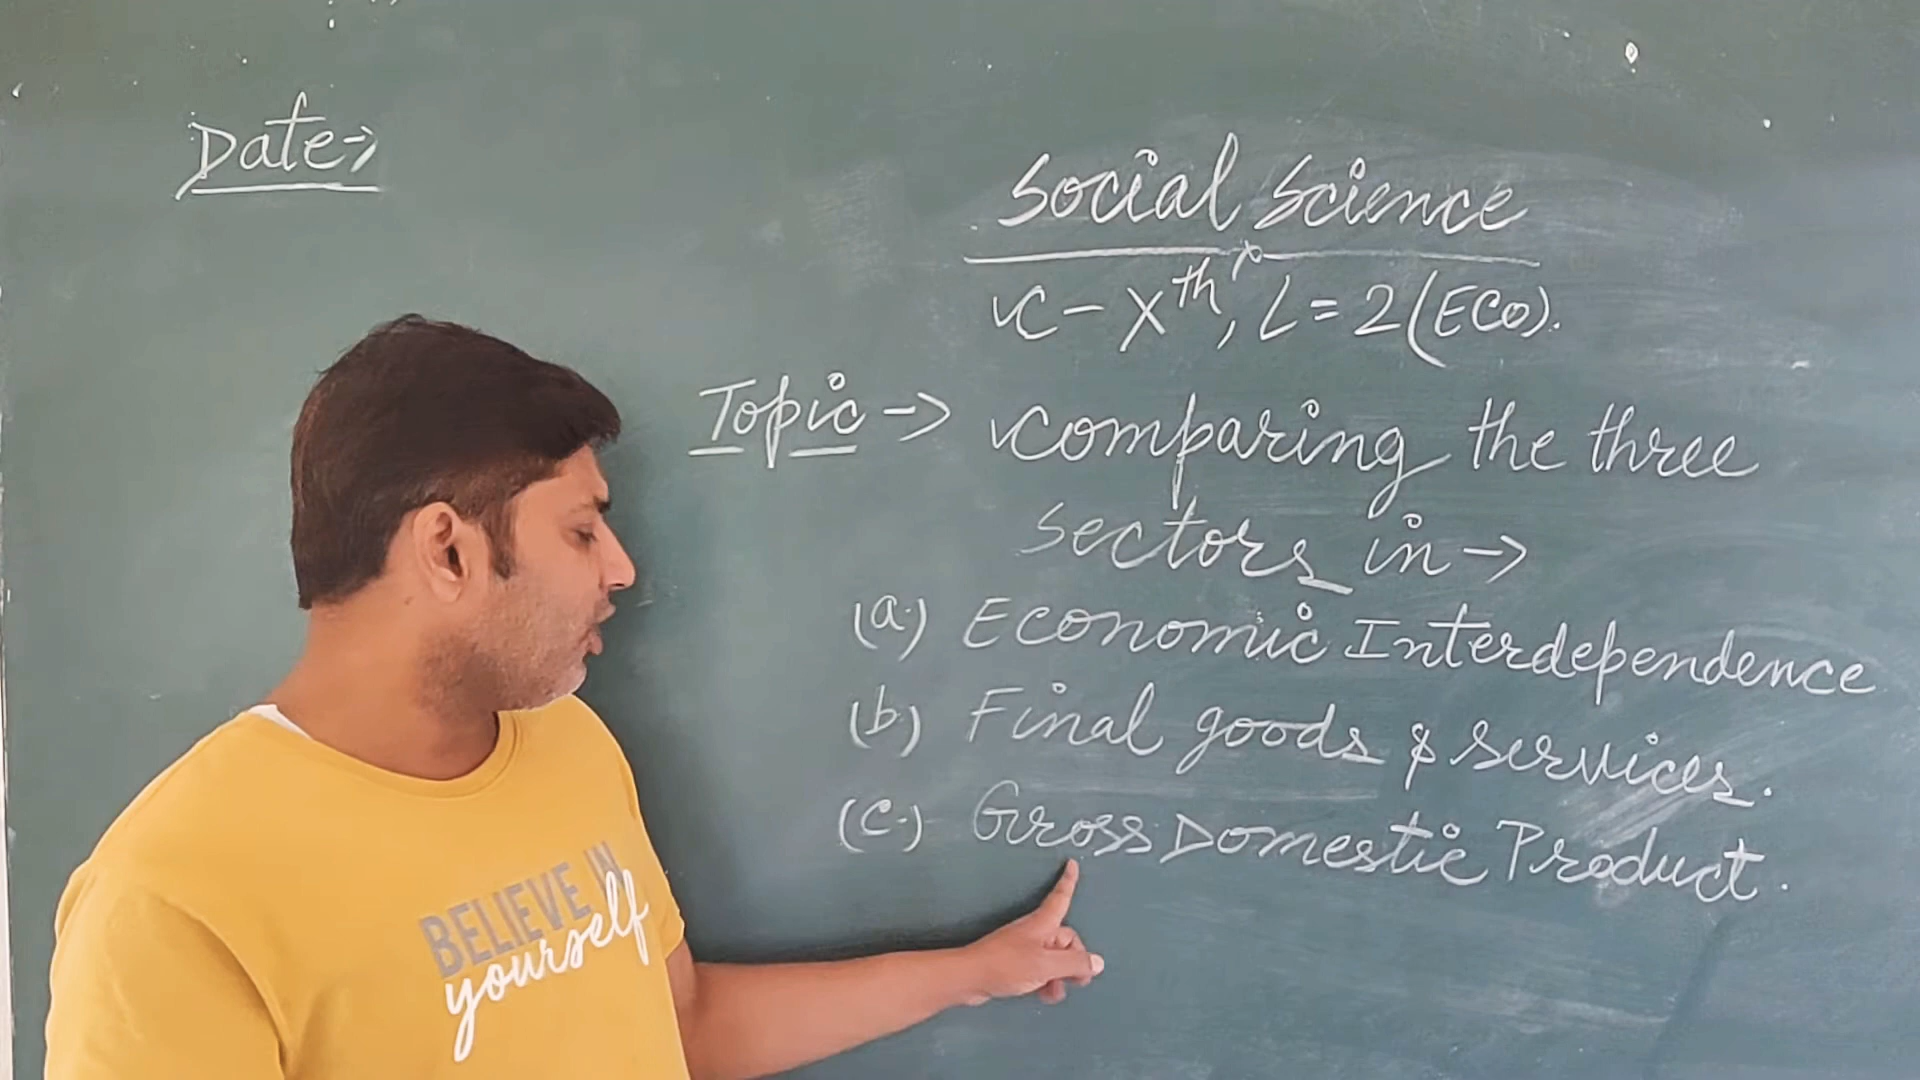 Date->
Social Science
C-Xth, L=2(ECO).
Topic-> comparing the three
sectors in->
(a.) Economic Interdependence
(b.) Final goods & services.
(c.) Gross Domestic Product.
BELIEVE IN
yourself